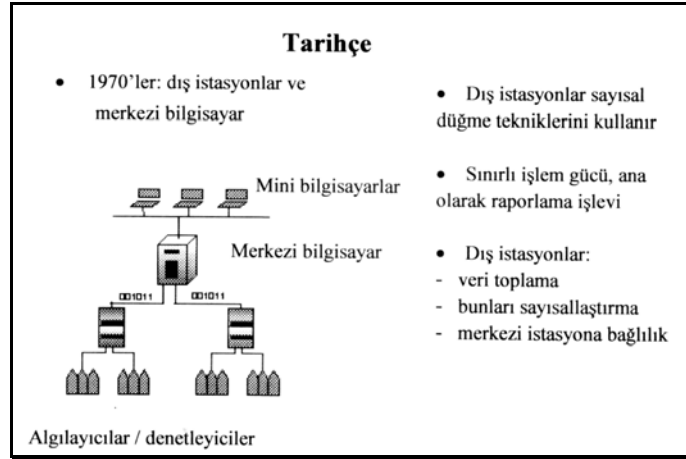 Tarihçe
• 1970'ler: dış istasyonlar ve
merkezi bilgisayar
Mini bilgisayarlar
Merkezi bilgisayar
001011
001011
Algılayıcılar / denetleyiciler
• Dış istasyonlar sayısal
düğme tekniklerini kullanır
• Sınırlı işlem gücü, ana
olarak raporlama işlevi
• Dış istasyonlar:
- veri toplama
- bunları sayısallaştırma
- merkezi istasyona bağlılık